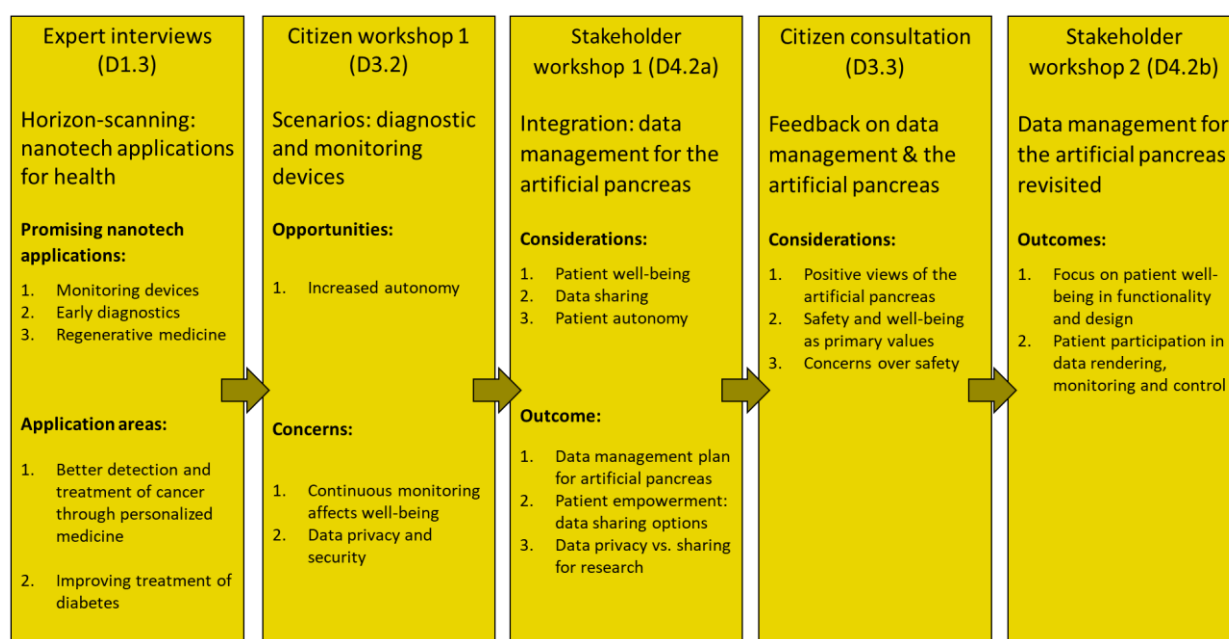 Expert interviews
(D1.3)
Horizon-scanning:
nanotech applications
for health
Promising nanotech
applications:
1. Monitoring devices
2. Early diagnostics
3. Regenerative medicine
Application areas:
1. Better detection and
treatment of cancer
through personalized
medicine
2. Improving treatment of
diabetes
Citizen workshop 1
(D3.2)
Scenarios: diagnostic
and monitoring
devices
Opportunities:
1. Increased autonomy
Concerns:
1. Continuous monitoring
affects well-being
2. Data privacy and
security
Stakeholder
workshop 1 (D4.2a)
Integration: data
management for the
artificial pancreas
Considerations:
1. Patient well-being
2. Data sharing
3. Patient autonomy
Outcome:
1. Data management plan
for artificial pancreas
2. Patient empowerment:
data sharing options
3. Data privacy vs. sharing
for research
Citizen consultation
(D3.3)
Feedback on data
management & the
artificial pancreas
Considerations:
1. Positive views of the
artificial pancreas
2. Safety and well-being
as primary values
3. Concerns over safety
Stakeholder
workshop 2 (D4.2b)
Data management for
the artificial pancreas
revisited
Outcomes:
1. Focus on patient well-
being in functionality
and design
2. Patient participation in
data rendering,
monitoring and control